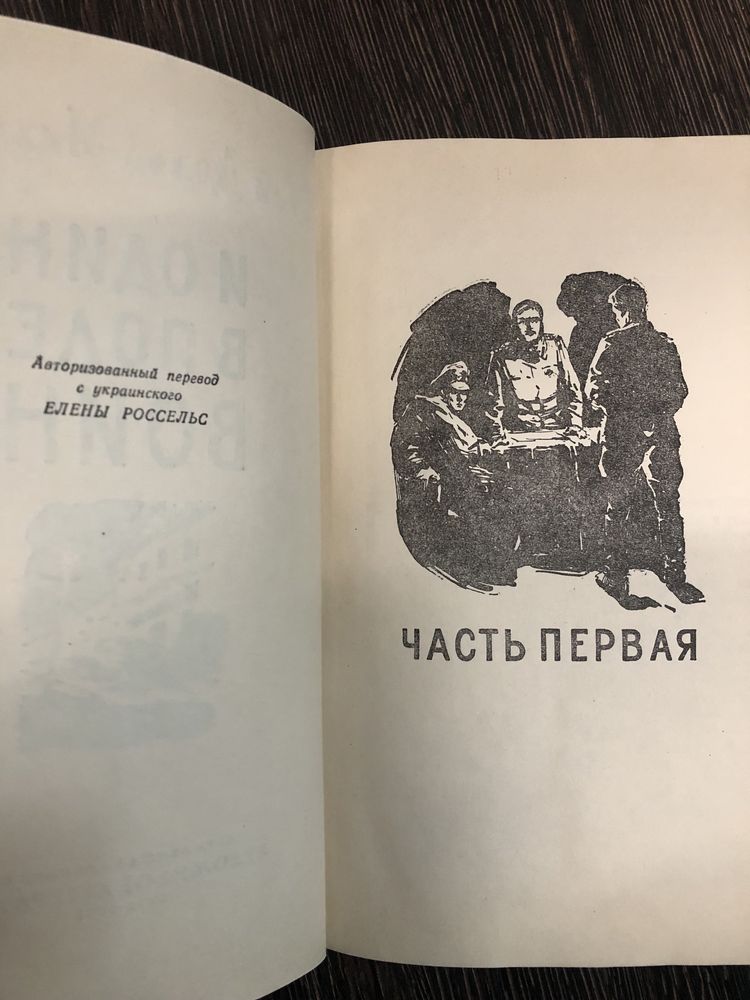 Авторизованный перевод
с украинского
ЕЛЕНЫ РОССЕЛЬС
ЧАСТЬ ПЕРВАЯ